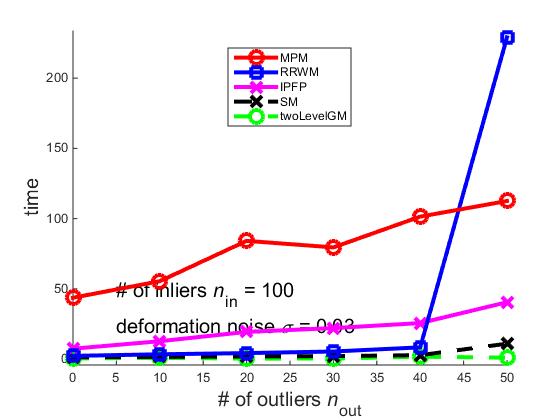 MPM
RRWM
IPFP
SM
twoLevelGM
200
150
100
50
0
time
# of inliers n_in = 100
deformation noise σ = 0.03
0 5 10 15 20 25 30 35 40 45 50
# of outliers n_out